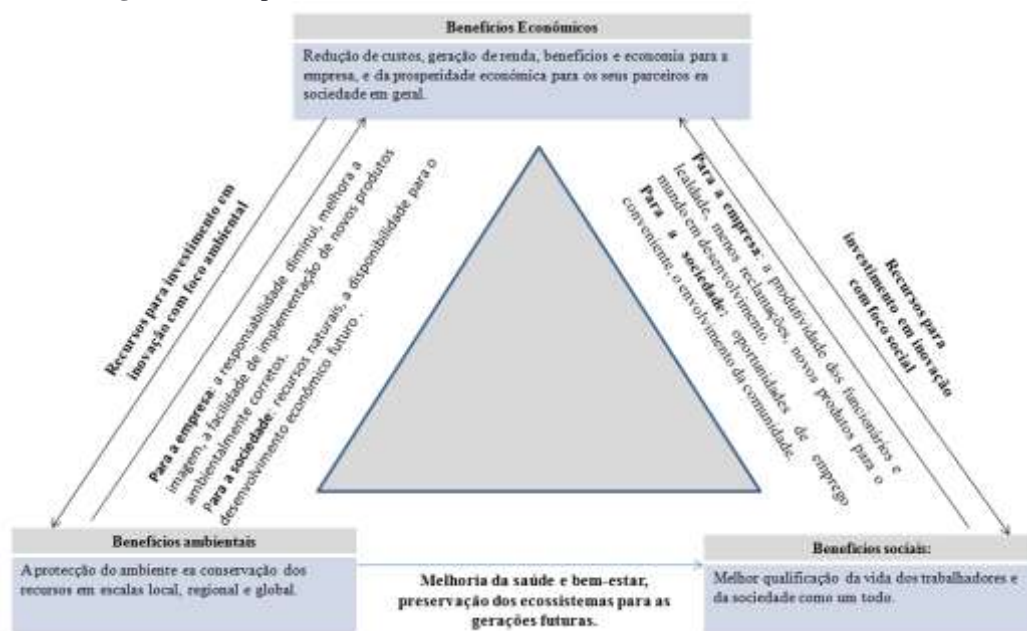 Benefícios Econômicos
Redução de custos, geração de renda, benefícios e economia para a
empresa, e da prosperidade económica para os seus parceiros ea
sociedade em geral.
Recursos para investimento em
inovação com foco ambiental
Para a empresa: a responsabilidade diminui, melhora a
imagem, a facilidade de implementação de novos produtos
ambientalmente corretos.
Para a sociedade: recursos naturais, a disponibilidade para o
desenvolvimento econômico futuro .
Para a empresa: a produtividade dos funcionários e
lealdade, menos reclamações, novos produtos para o
mundo em desenvolvimento.
Para a sociedade: oportunidades de emprego
conveniente, o envolvimento da comunidade.
Recursos para
investimento em inovação
com foco social
Benefícios ambientais
A protecção do ambiente ea conservação dos
recursos em escalas local, regional e global.
Melhoria da saúde e bem-estar,
preservação dos ecossistemas para as
gerações futuras.
Benefícios sociais:
Melhor qualificação da vida dos trabalhadores e
da sociedade como um todo.